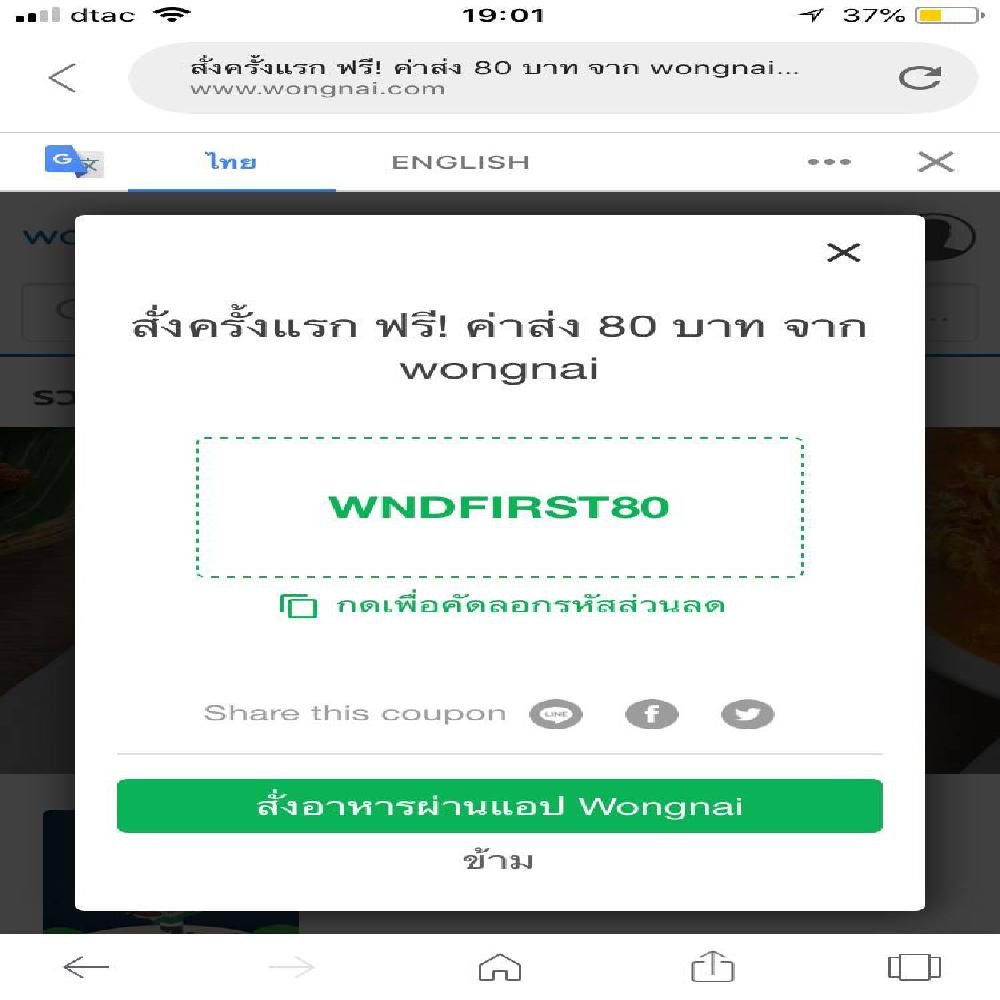 dtac 19:01 37%
สั่งครั้งแรก ฟรี! ค่าส่ง 80 บาท จาก wongnai...
www.wongnai.com
G 文 ไทย ENGLISH
สั่งครั้งแรก ฟรี! ค่าส่ง 80 บาท จาก
wongnai
WNDFIRST80
กดเพื่อคัดลอกรหัสส่วนลด
Share this coupon LINE f
สั่งอาหารผ่านแอป Wongnai
ข้าม